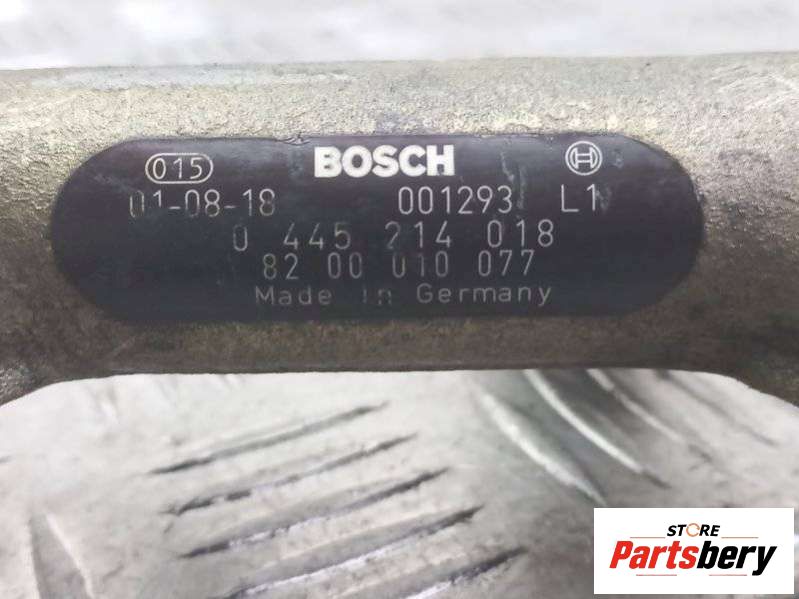 015 BOSCH
01-08-18 001293 L1
0 445 214 018
82 00 010 077
Made in Germany
STORE
Partsbery